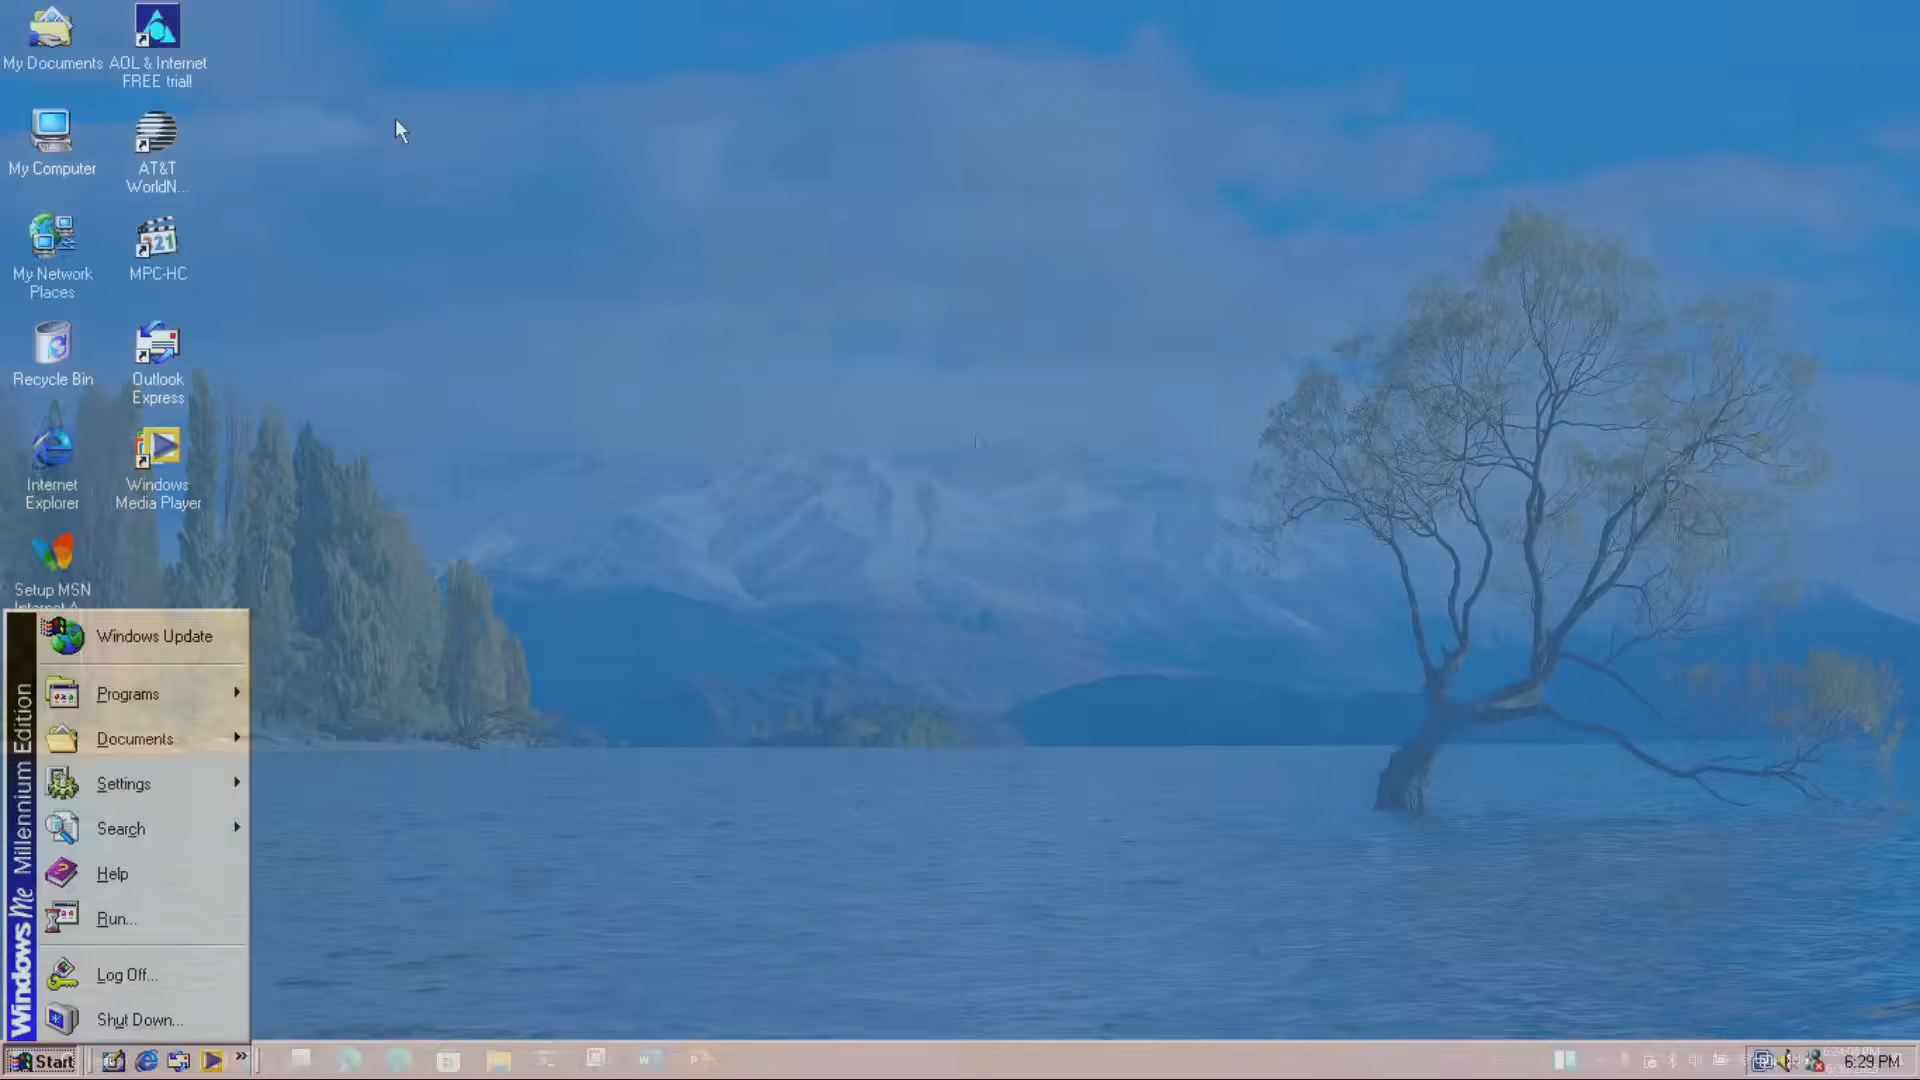 My Documents
AOL & Internet
FREE trial!
My Computer
AT&T
WorldN...
My Network
Places
MPC-HC
Recycle Bin
Outlook
Express
Internet
Explorer
Windows
Media Player
Setup MSN
Internet A
Windows Update
Programs
Documents
Settings
Search
Help
Run...
Log Off...
Shut Down...
Windows Me Millennium Edition
Start
6:29 PM